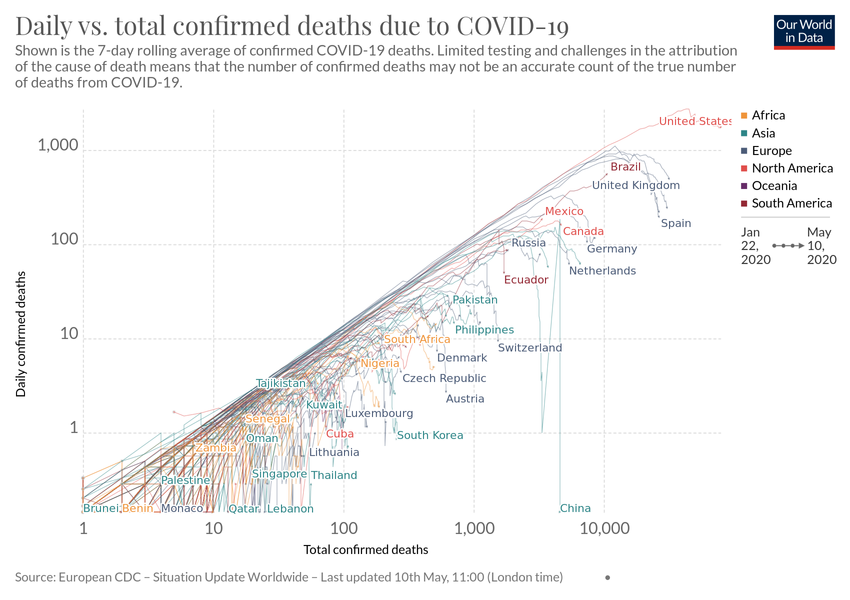 Daily vs. total confirmed deaths due to COVID-19
Our World
in Data
Shown is the 7-day rolling average of confirmed COVID-19 deaths. Limited testing and challenges in the attribution
of the cause of death means that the number of confirmed deaths may not be an accurate count of the true number
of deaths from COVID-19.
Africa
Asia
Europe
North America
Oceania
South America
Jan
22,
2020
May
10,
2020
Daily confirmed deaths
1,000
100
10
1
United States
Brazil
United Kingdom
Mexico
Spain
Canada
Russia
Germany
Netherlands
Ecuador
Pakistan
Philippines
South Africa
Switzerland
Denmark
Nigeria
Czech Republic
Tajikistan
Austria
Kuwait
Luxembourg
Senegal
Cuba
South Korea
Oman
Zambia
Lithuania
Singapore
Thailand
Palestine
Brunei
Benin
Monaco
Qatar
Lebanon
China
1
10
100
1,000
10,000
Total confirmed deaths
Source: European CDC – Situation Update Worldwide – Last updated 10th May, 11:00 (London time)